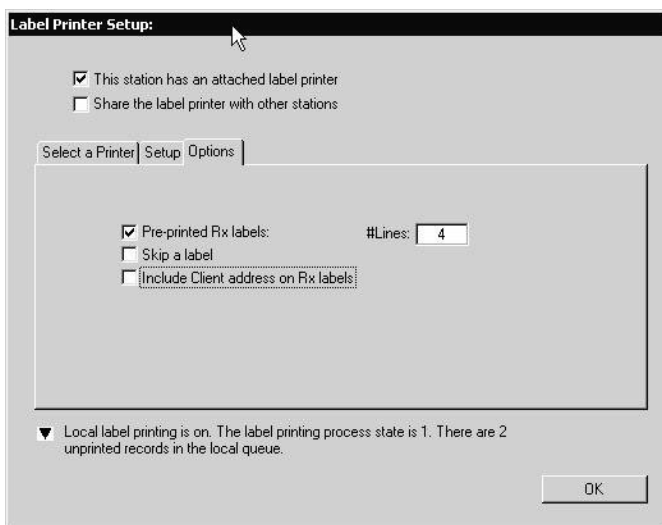 Label Printer Setup:
This station has an attached label printer
Share the label printer with other stations
Select a Printer Setup Options
Pre-printed Rx labels: #Lines: 4
Skip a label
Include Client address on Rx labels
Local label printing is on. The label printing process state is 1. There are 2
unprinted records in the local queue.
OK